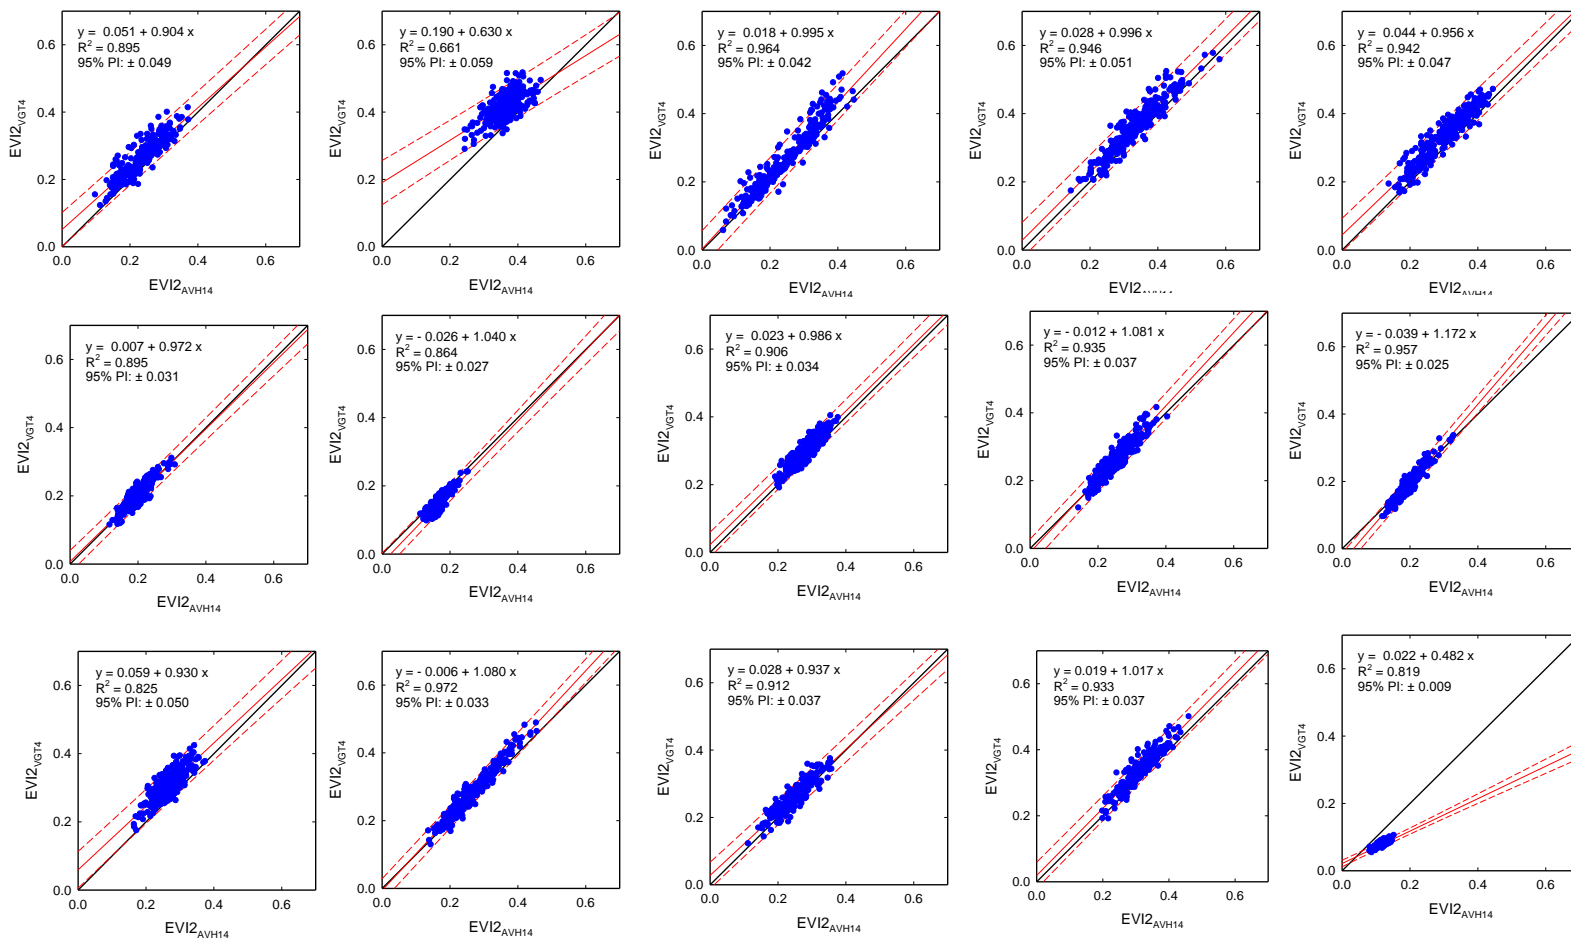 y = 0.051 + 0.904 x
R2 = 0.895
95% PI: ± 0.049
0.6
0.4
0.2
0.0
EVI2VGT4
0.0 0.2 0.4 0.6
EVI2AVH14
y = 0.190 + 0.630 x
R2 = 0.661
95% PI: ± 0.059
0.6
0.4
0.2
0.0
EVI2VGT4
0.0 0.2 0.4 0.6
EVI2AVH14
y = 0.018 + 0.995 x
R2 = 0.964
95% PI: ± 0.042
0.6
0.4
0.2
0.0
EVI2VGT4
0.0 0.2 0.4 0.6
EVI2AVH14
y = 0.028 + 0.996 x
R2 = 0.946
95% PI: ± 0.051
0.6
0.4
0.2
0.0
EVI2VGT4
0.0 0.2 0.4 0.6
EVI2
y = 0.044 + 0.956 x
R2 = 0.942
95% PI: ± 0.047
0.6
0.4
0.2
0.0
EVI2VGT4
0.0 0.2 0.4 0.6
EVI2AVH14
y = 0.007 + 0.972 x
R2 = 0.895
95% PI: ± 0.031
0.6
0.4
0.2
0.0
EVI2VGT4
0.0 0.2 0.4 0.6
EVI2AVH14
y = - 0.026 + 1.040 x
R2 = 0.864
95% PI: ± 0.027
0.6
0.4
0.2
0.0
EVI2VGT4
0.0 0.2 0.4 0.6
EVI2AVH14
y = 0.023 + 0.986 x
R2 = 0.906
95% PI: ± 0.034
0.6
0.4
0.2
0.0
EVI2VGT4
0.0 0.2 0.4 0.6
EVI2AVH14
y = - 0.012 + 1.081 x
R2 = 0.935
95% PI: ± 0.037
0.6
0.4
0.2
0.0
EVI2VGT4
0.0 0.2 0.4 0.6
EVI2AVH14
y = - 0.039 + 1.172 x
R2 = 0.957
95% PI: ± 0.025
0.6
0.4
0.2
0.0
EVI2VGT4
0.0 0.2 0.4 0.6
EVI2AVH14
y = 0.059 + 0.930 x
R2 = 0.825
95% PI: ± 0.050
0.6
0.4
0.2
0.0
EVI2VGT4
0.0 0.2 0.4 0.6
EVI2AVH14
y = - 0.006 + 1.080 x
R2 = 0.972
95% PI: ± 0.033
0.6
0.4
0.2
0.0
EVI2VGT4
0.0 0.2 0.4 0.6
EVI2AVH14
y = 0.028 + 0.937 x
R2 = 0.912
95% PI: ± 0.037
0.6
0.4
0.2
0.0
EVI2VGT4
0.0 0.2 0.4 0.6
EVI2AVH14
y = 0.019 + 1.017 x
R2 = 0.933
95% PI: ± 0.037
0.6
0.4
0.2
0.0
EVI2VGT4
0.0 0.2 0.4 0.6
EVI2AVH14
y = 0.022 + 0.482 x
R2 = 0.819
95% PI: ± 0.009
0.6
0.4
0.2
0.0
EVI2VGT4
0.0 0.2 0.4 0.6
EVI2AVH14